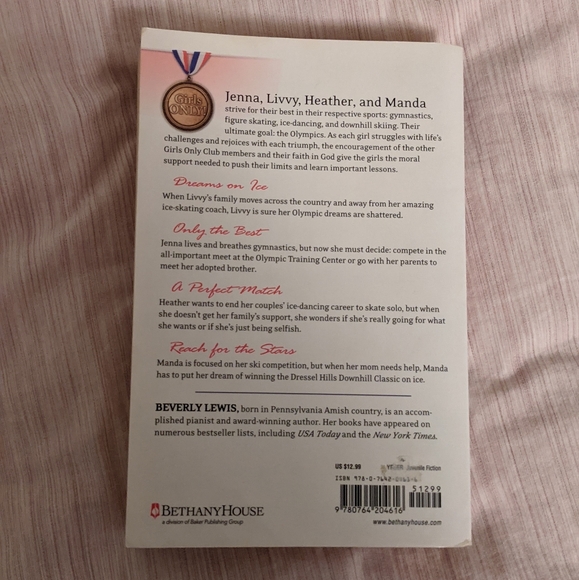 Girls
ONLY!
Jenna, Livvy, Heather, and Manda
strive for their best in their respective sports: gymnastics,
figure skating, ice-dancing, and downhill skiing. Their
ultimate goal: the Olympics. As each girl struggles with life's
challenges and rejoices with each triumph, the encouragement of the other
Girls Only Club members and their faith in God give the girls the moral
support needed to push their limits and learn important lessons.
Dreams on Ice
When Livvy's family moves across the country and away from her amazing
ice-skating coach, Livvy is sure her Olympic dreams are shattered.
Only the Best
Jenna lives and breathes gymnastics, but now she must decide: compete in the
all-important meet at the Olympic Training Center or go with her parents to
meet her adopted brother.
A Perfect Match
Heather wants to end her couples' ice-dancing career to skate solo, but when
she doesn't get her family's support, she wonders if she's really going for what
she wants or if she's just being selfish.
Reach for the Stars
Manda is focused on her ski competition, but when her mom needs help, Manda
has to put her dream of winning the Dressel Hills Downhill Classic on ice.
BEVERLY LEWIS, born in Pennsylvania Amish country, is an accom-
plished pianist and award-winning author. Her books have appeared on
numerous bestseller lists, including USA Today and the New York Times.
US $12.99 Juvenile Fiction
ISBN 978-0-7642-
51299
9 780764 204616
BETHANYHOUSE
a division of Baker Publishing Group
www.bethanyhouse.com